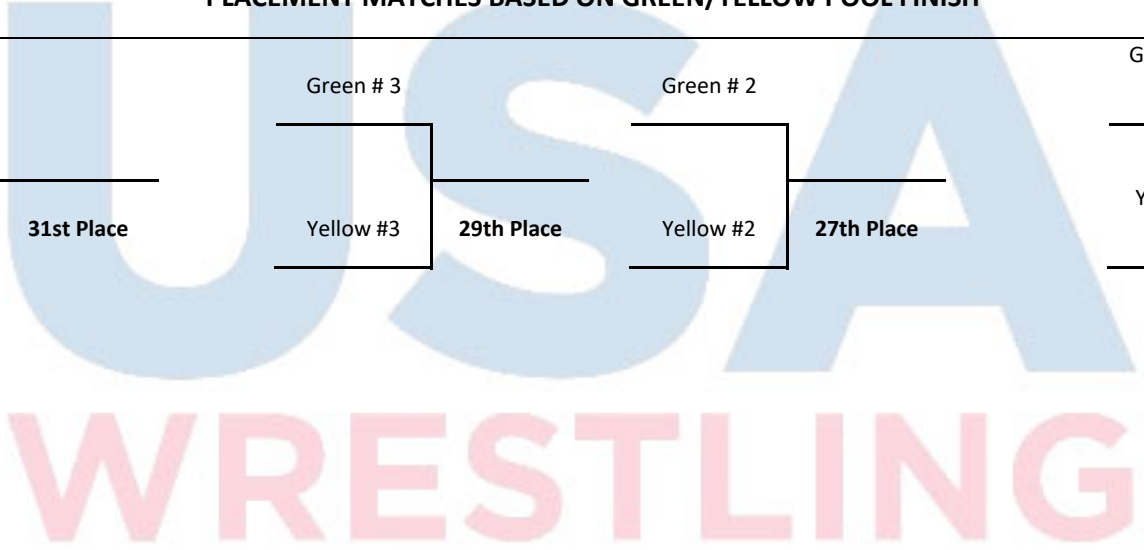 PLACEMENT MATCHES BASED ON GREEN/YELLOW POOL FINISH
Green # 3
Green # 2
31st Place
Yellow #3
29th Place
Yellow #2
27th Place
USA
WRESTLING